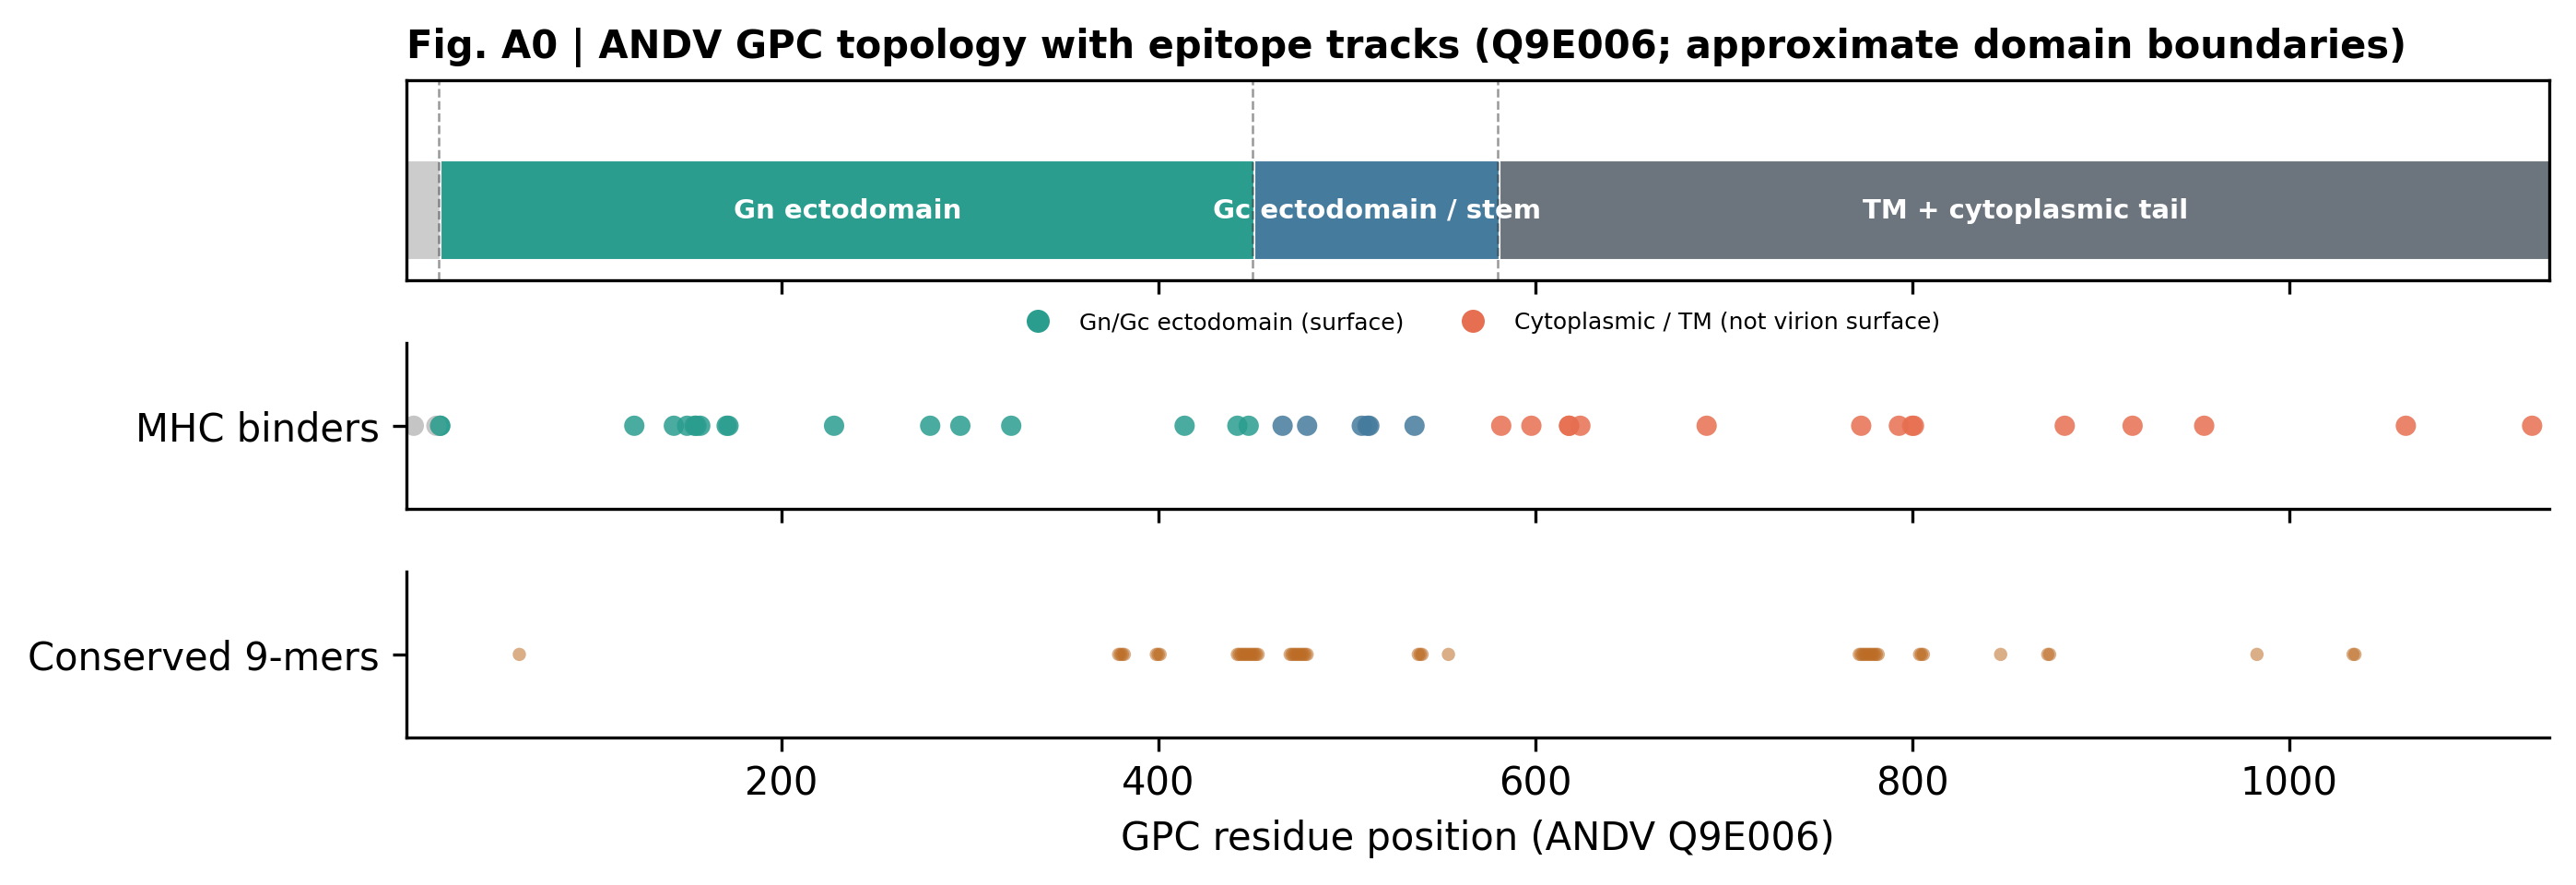 Fig. A0 | ANDV GPC topology with epitope tracks (Q9E006; approximate domain boundaries)
Gn ectodomain
Gc ectodomain / stem
TM + cytoplasmic tail
Gn/Gc ectodomain (surface)
Cytoplasmic / TM (not virion surface)
MHC binders
Conserved 9-mers
200
400
600
800
1000
GPC residue position (ANDV Q9E006)